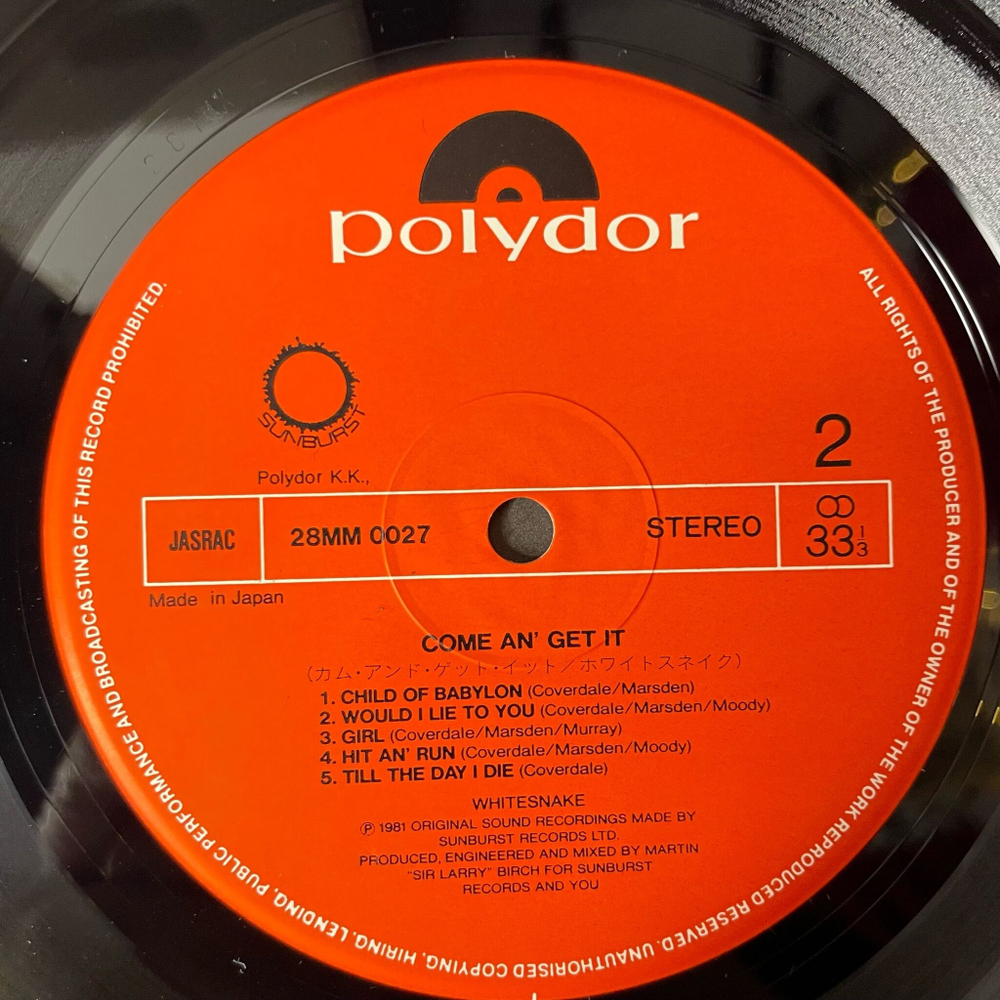 polydor
SUNBURST
2
Polydor K.K.,
JASRAC
28MM 0027
STEREO
33 1/3
Made in Japan
COME AN' GET IT
(カム・アンド・ゲット・イット／ホワイトスネイク)
1. CHILD OF BABYLON (Coverdale/Marsden)
2. WOULD I LIE TO YOU (Coverdale/Marsden/Moody)
3. GIRL (Coverdale/Marsden/Murray)
4. HIT AN' RUN (Coverdale/Marsden/Moody)
5. TILL THE DAY I DIE (Coverdale)
WHITESNAKE
Ⓟ 1981 ORIGINAL SOUND RECORDINGS MADE BY
SUNBURST RECORDS LTD.
PRODUCED, ENGINEERED AND MIXED BY MARTIN
"SIR LARRY" BIRCH FOR SUNBURST
RECORDS AND YOU
ALL RIGHTS OF THE PRODUCER AND OF THE OWNER OF THE WORK REPRODUCED RESERVED. UNAUTHORISED COPYING, HIRING, LENDING, PUBLIC PERFORMANCE AND BROADCASTING OF THIS RECORD PROHIBITED.